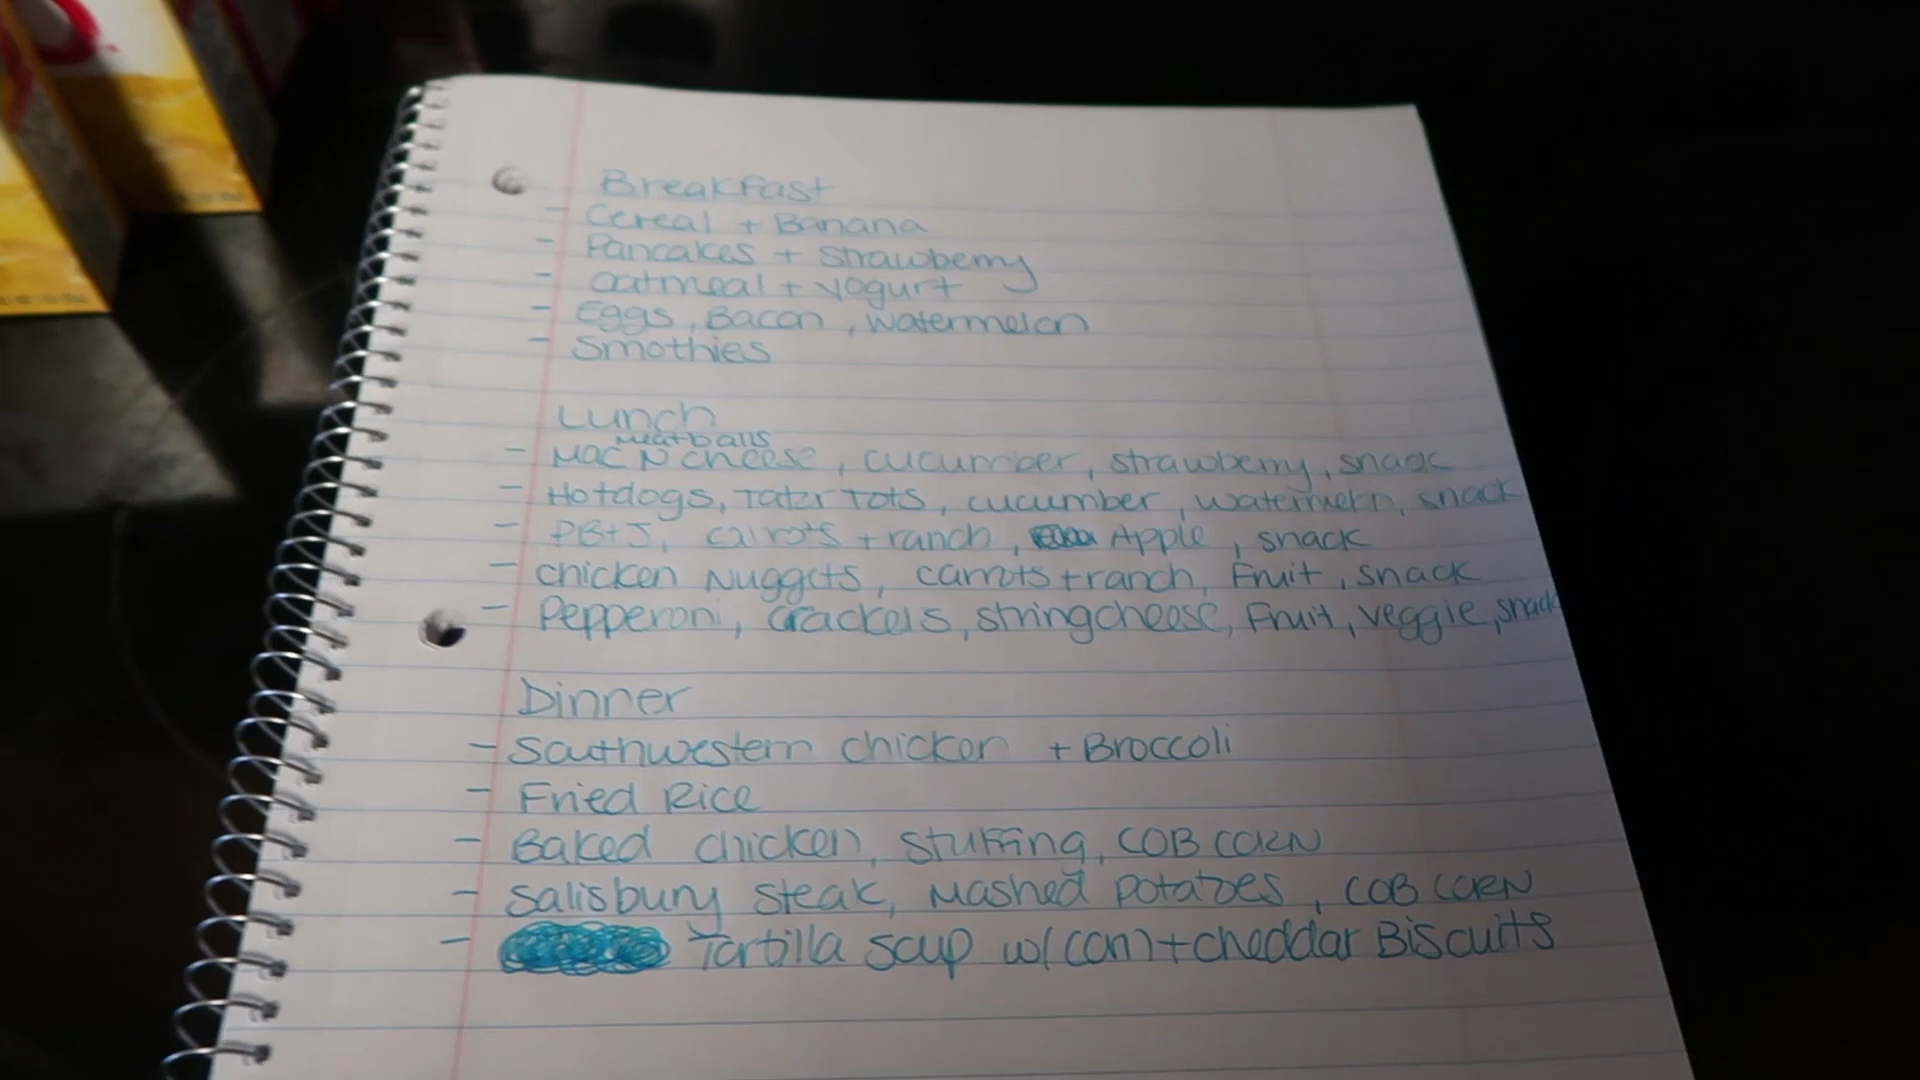 Breakfast
- Cereal + Banana
- Pancakes + Strawberry
- Oatmeal + Yogurt
- Eggs, Bacon, Watermelon
- Smothies
Lunch
meatballs
- Mac N Cheese, cucumber, strawberry, snack
- Hotdogs, Tater Tots, cucumber, watermeln, snack
- PB+J, carrots + ranch, Apple, snack
- Chicken Nuggets, carrots + ranch, Fruit, snack
- Pepperoni, Crackers, stringcheese, Fruit, veggie, snack
Dinner
- Southwestern chicken + Broccoli
- Fried Rice
- Baked chicken, Stuffing, COB CORN
- Salisbury Steak, Mashed Potatoes, COB CORN
- Tortilla Soup w/ + cheddar Biscuits